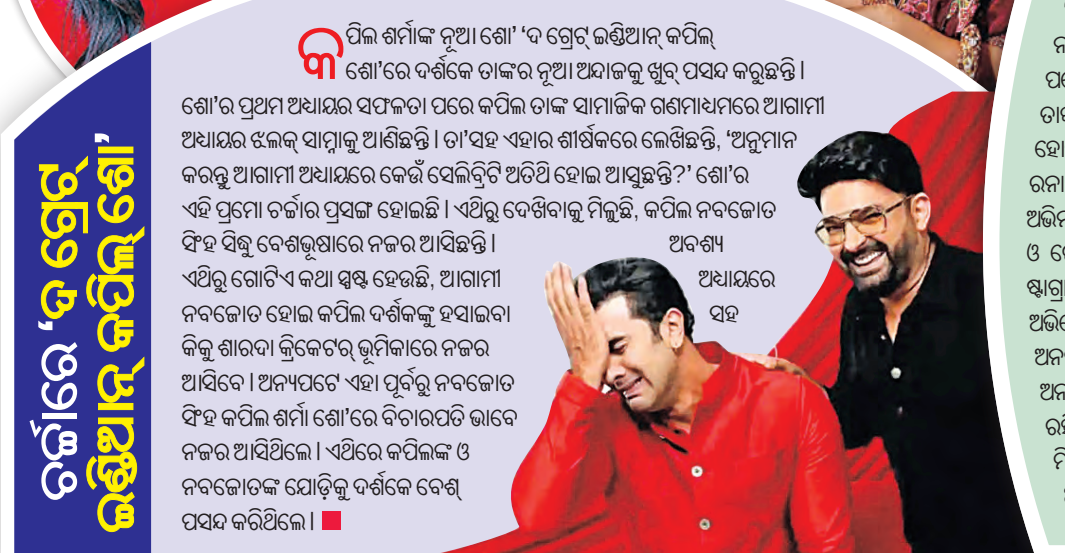 ଚର୍ଚ୍ଚାରେ ‘ଦ ଗ୍ରେଟ୍
ଇଣ୍ଡିଆନ୍ କପିଲ୍ ଶୋ’
କପିଲ ଶର୍ମାଙ୍କ ନୂଆ ଶୋ’ ‘ଦ ଗ୍ରେଟ୍ ଇଣ୍ଡିଆନ୍ କପିଲ୍
ଶୋ’ରେ ଦର୍ଶକେ ତାଙ୍କର ନୂଆ ଅନ୍ଦାଜକୁ ଖୁବ୍ ପସନ୍ଦ କରୁଛନ୍ତି ।
ଶୋ’ର ପ୍ରଥମ ଅଧ୍ୟାୟର ସଫଳତା ପରେ କପିଲ ତାଙ୍କ ସାମାଜିକ ଗଣମାଧ୍ୟମରେ ଆଗାମୀ
ଅଧ୍ୟାୟର ଝଲକ୍ ସାମ୍ନାକୁ ଆଣିଛନ୍ତି । ତା’ସହ ଏହାର ଶୀର୍ଷକରେ ଲେଖିଛନ୍ତି, ‘ଅନୁମାନ
କରନ୍ତୁ ଆଗାମୀ ଅଧ୍ୟାୟରେ କେଉଁ ସେଲିବ୍ରିଟି ଅତିଥି ହୋଇ ଆସୁଛନ୍ତି?’ ଶୋ’ର
ଏହି ପ୍ରମୋ ଚର୍ଚ୍ଚାର ପ୍ରସଙ୍ଗ ହୋଇଛି । ଏଥିରୁ ଦେଖିବାକୁ ମିଳୁଛି, କପିଲ ନବଜୋତ
ସିଂହ ସିଦ୍ଧୁ ବେଶଭୂଷାରେ ନଜର ଆସିଛନ୍ତି । ଅବଶ୍ୟ
ଏଥିରୁ ଗୋଟିଏ କଥା ସ୍ପଷ୍ଟ ହେଉଛି, ଆଗାମୀ ଅଧ୍ୟାୟରେ
ନବଜୋତ ହୋଇ କପିଲ ଦର୍ଶକଙ୍କୁ ହସାଇବା ସହ
କିକୁ ଶାରଦା କ୍ରିକେଟର୍ ଭୂମିକାରେ ନଜର
ଆସିବେ । ଅନ୍ୟପଟେ ଏହା ପୂର୍ବରୁ ନବଜୋତ
ସିଂହ କପିଲ ଶର୍ମା ଶୋ’ରେ ବିଚାରପତି ଭାବେ
ନଜର ଆସିଥିଲେ । ଏଥିରେ କପିଲଙ୍କ ଓ
ନବଜୋତଙ୍କ ଯୋଡ଼ିକୁ ଦର୍ଶକେ ବେଶ୍
ପସନ୍ଦ କରିଥିଲେ ।